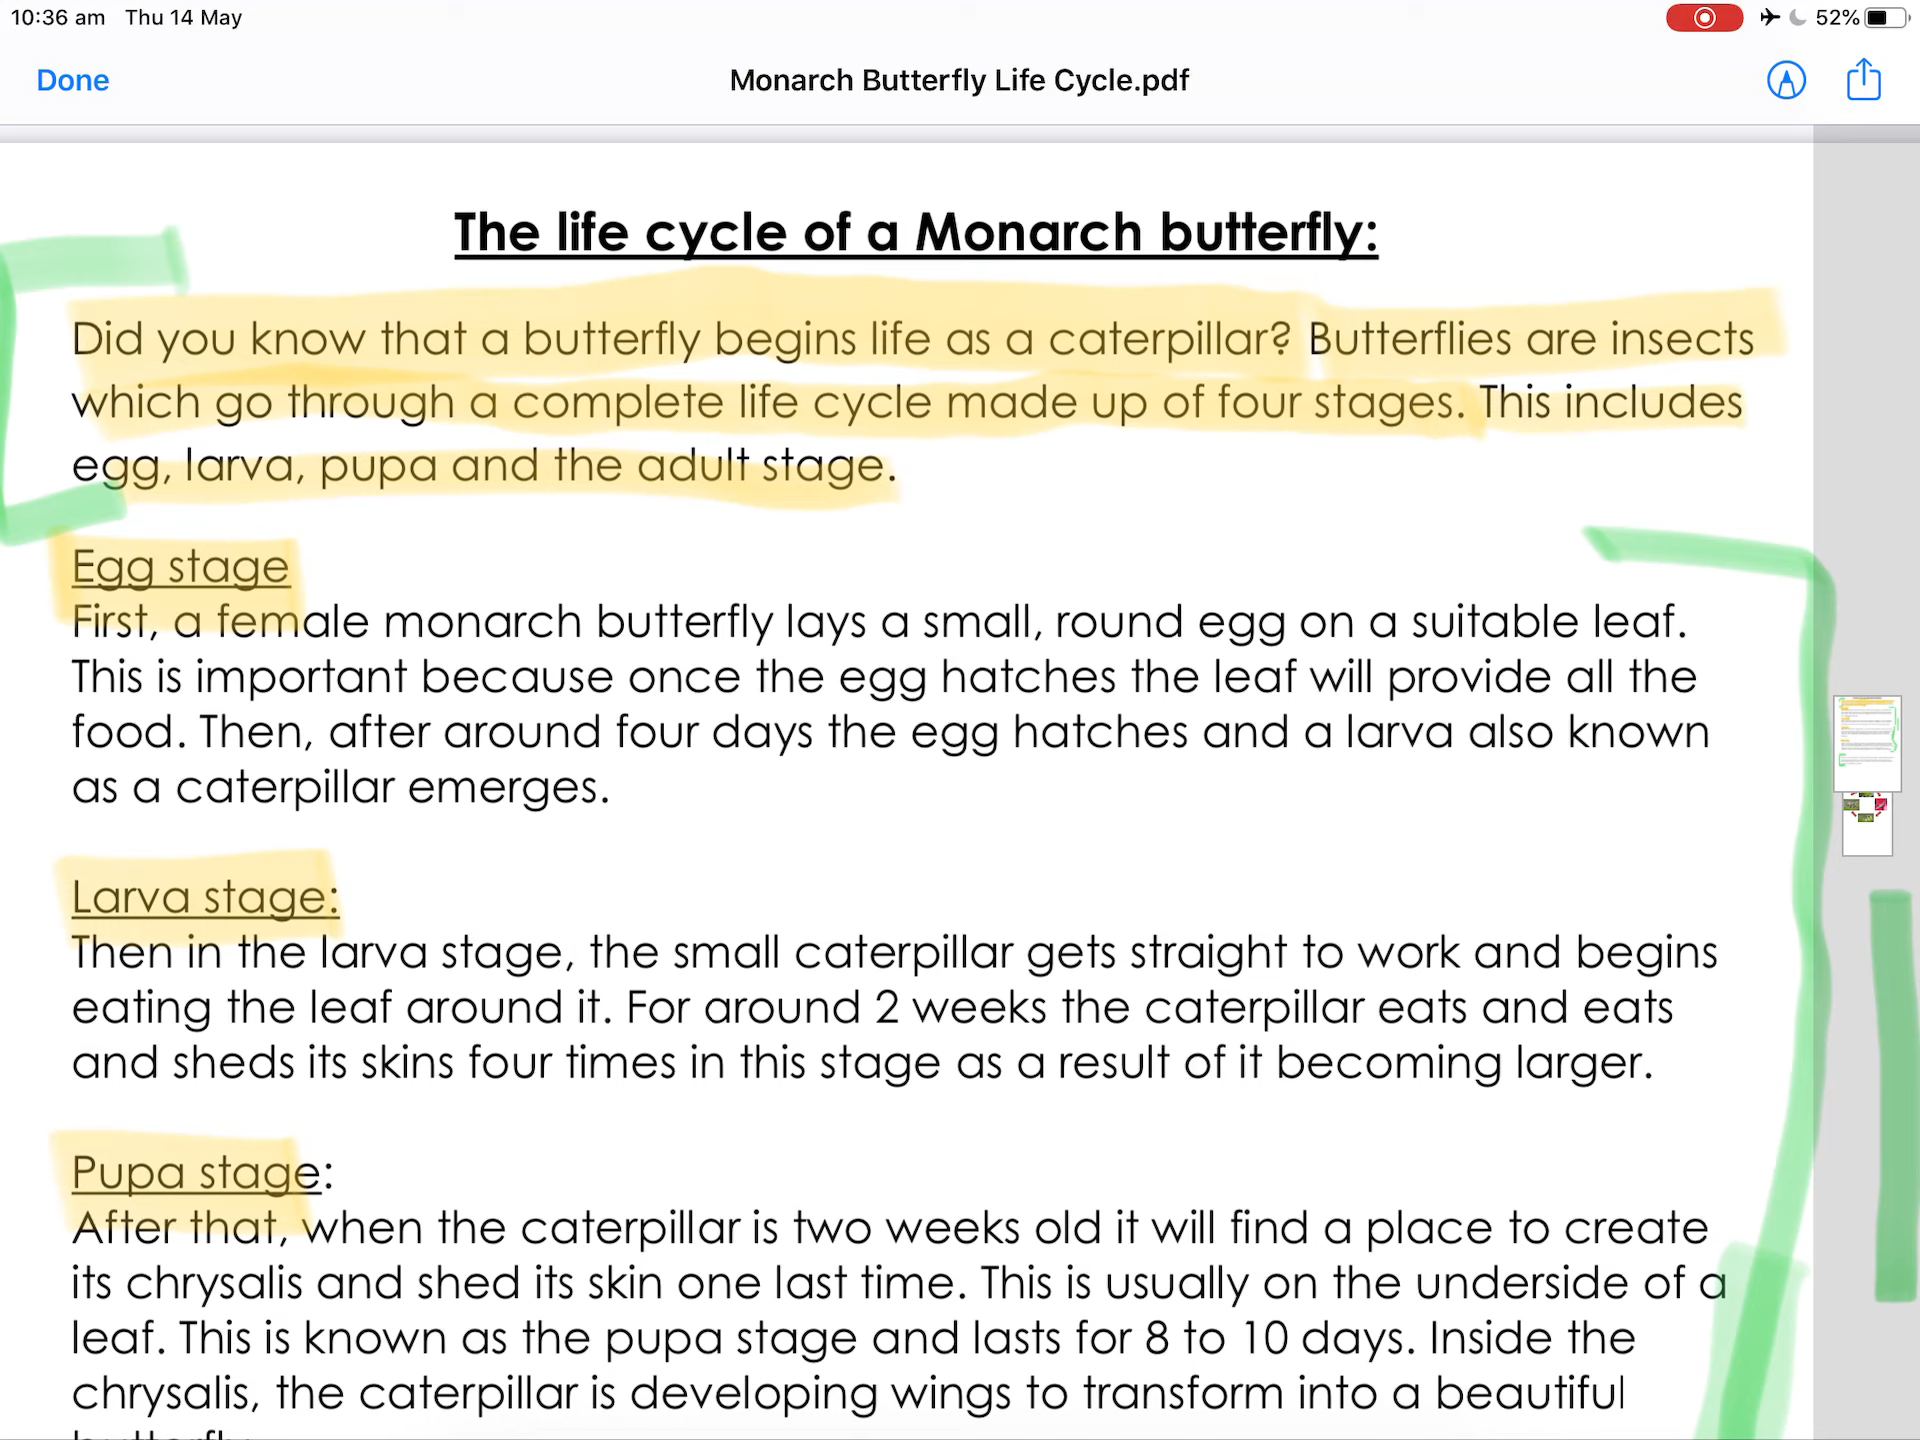 10:36 am Thu 14 May
52%
Done
Monarch Butterfly Life Cycle.pdf
The life cycle of a Monarch butterfly:
Did you know that a butterfly begins life as a caterpillar? Butterflies are insects
which go through a complete life cycle made up of four stages. This includes
egg, larva, pupa and the adult stage.
Egg stage
First, a female monarch butterfly lays a small, round egg on a suitable leaf.
This is important because once the egg hatches the leaf will provide all the
food. Then, after around four days the egg hatches and a larva also known
as a caterpillar emerges.
Larva stage:
Then in the larva stage, the small caterpillar gets straight to work and begins
eating the leaf around it. For around 2 weeks the caterpillar eats and eats
and sheds its skins four times in this stage as a result of it becoming larger.
Pupa stage:
After that, when the caterpillar is two weeks old it will find a place to create
its chrysalis and shed its skin one last time. This is usually on the underside of a
leaf. This is known as the pupa stage and lasts for 8 to 10 days. Inside the
chrysalis, the caterpillar is developing wings to transform into a beautiful